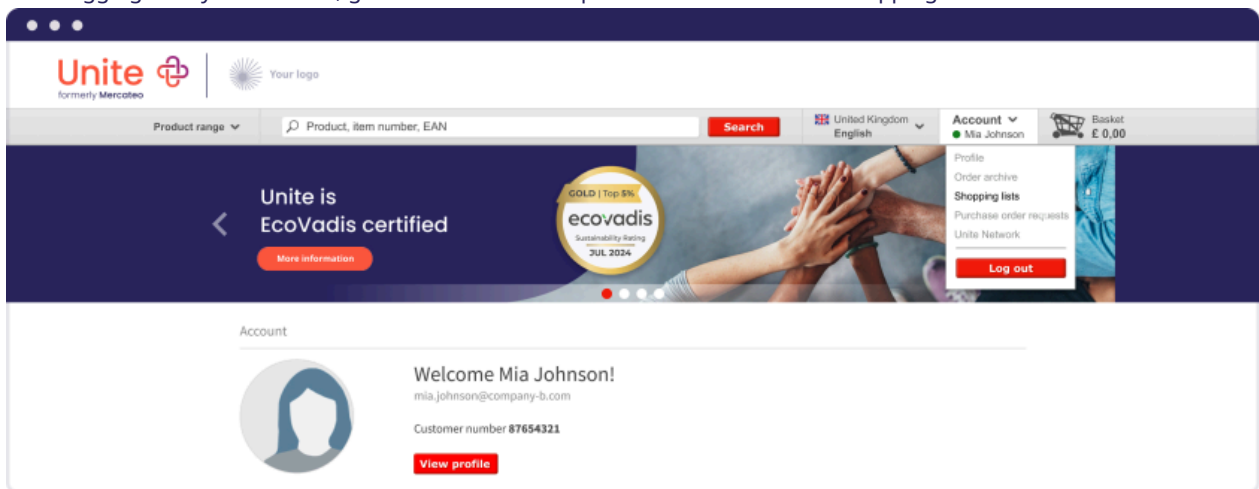 Unite
formerly Mercateo
Your logo
Product range
Product, item number, EAN
Search
United Kingdom
English
Account
Mia Johnson
Basket
£ 0,00
Unite is
EcoVadis certified
More information
GOLD | Top 5%
ecovadis
Sustainability Rating
JUL 2024
Profile
Order archive
Shopping lists
Purchase order requests
Unite Network
Log out
Account
Welcome Mia Johnson!
mia.johnson@company-b.com
Customer number 87654321
View profile